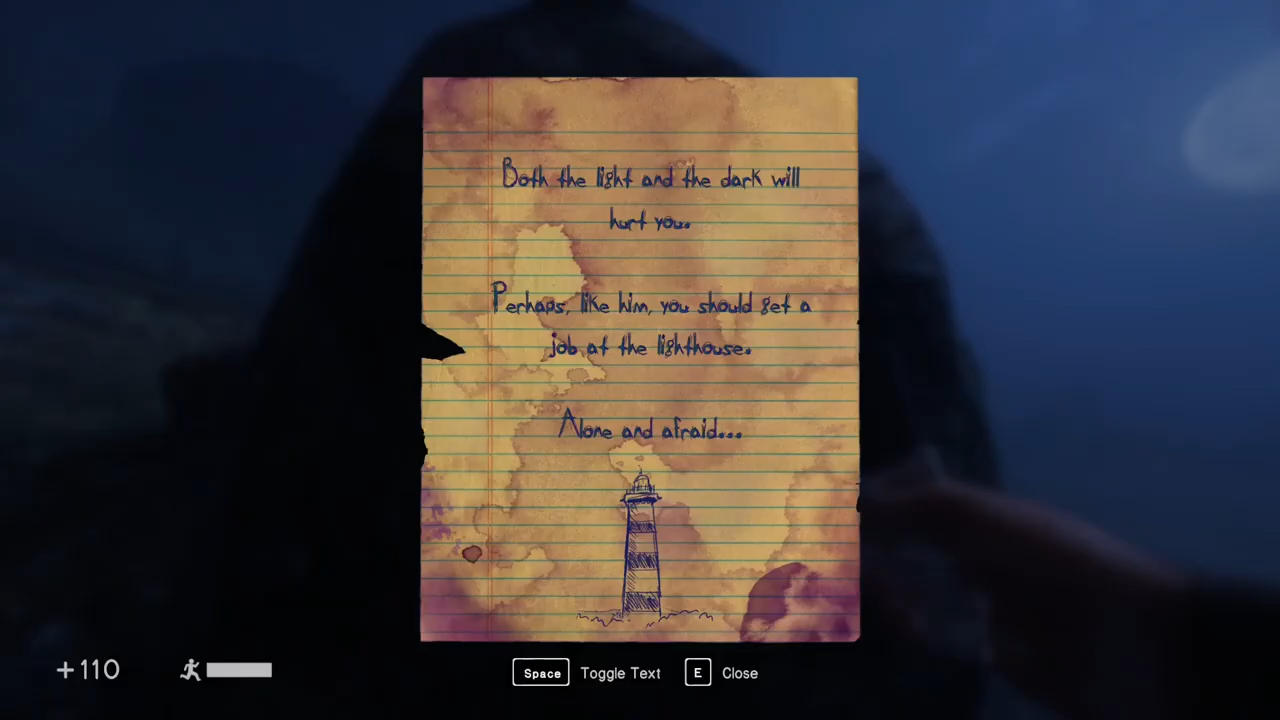 Both the light and the dark will
hurt you.
Perhaps, like him, you should get a
job at the lighthouse.
Alone and afraid...
+110
Space Toggle Text E Close